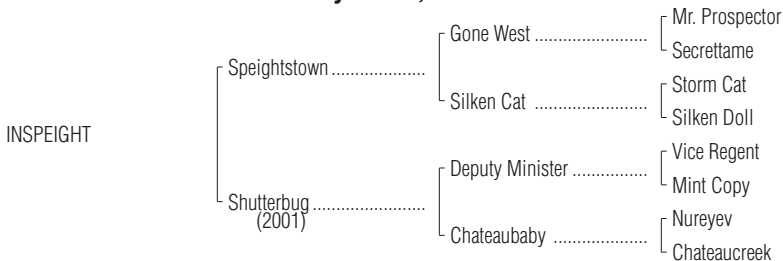 Mr. Prospector
Gone West .......................
Secrettame
Speightstown ....................
Storm Cat
Silken Cat .......................
Silken Doll
INSPEIGHT
Vice Regent
Deputy Minister ................
Mint Copy
Shutterbug ........................
(2001)
Nureyev
Chateaubaby ...................
Chateaucreek